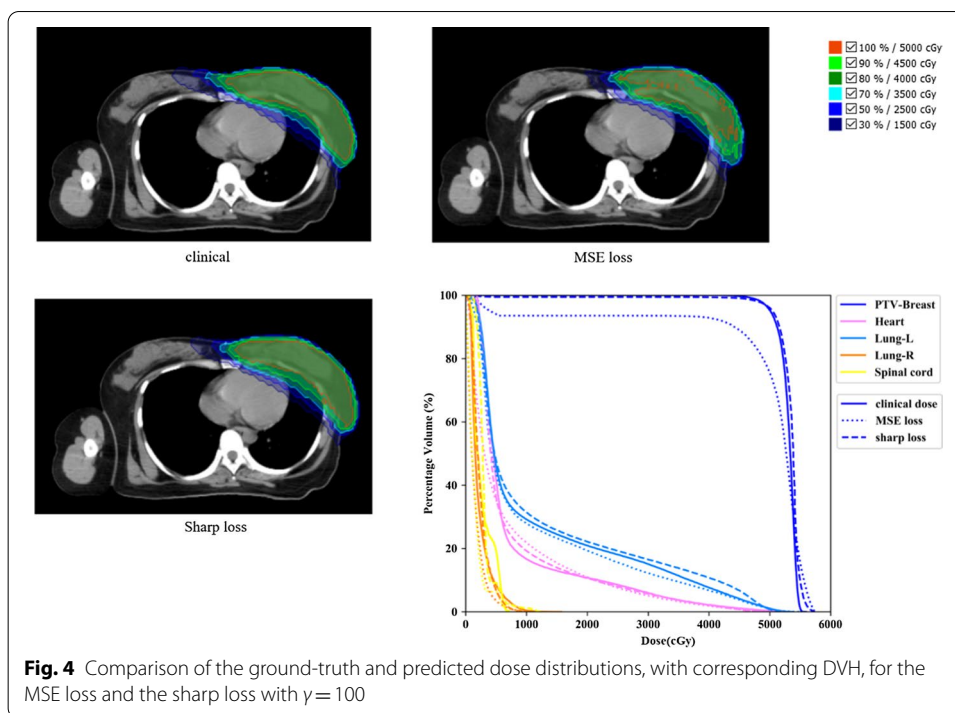 100 % / 5000 cGy
90 % / 4500 cGy
80 % / 4000 cGy
70 % / 3500 cGy
50 % / 2500 cGy
30 % / 1500 cGy
clinical
MSE loss
Sharp loss
100
80
60
40
20
0
Percentage Volume (%)
0 1000 2000 3000 4000 5000 6000
Dose(cGy)
PTV-Breast
Heart
Lung-L
Lung-R
Spinal cord
clinical dose
MSE loss
sharp loss
Fig. 4 Comparison of the ground-truth and predicted dose distributions, with corresponding DVH, for the
MSE loss and the sharp loss with γ = 100